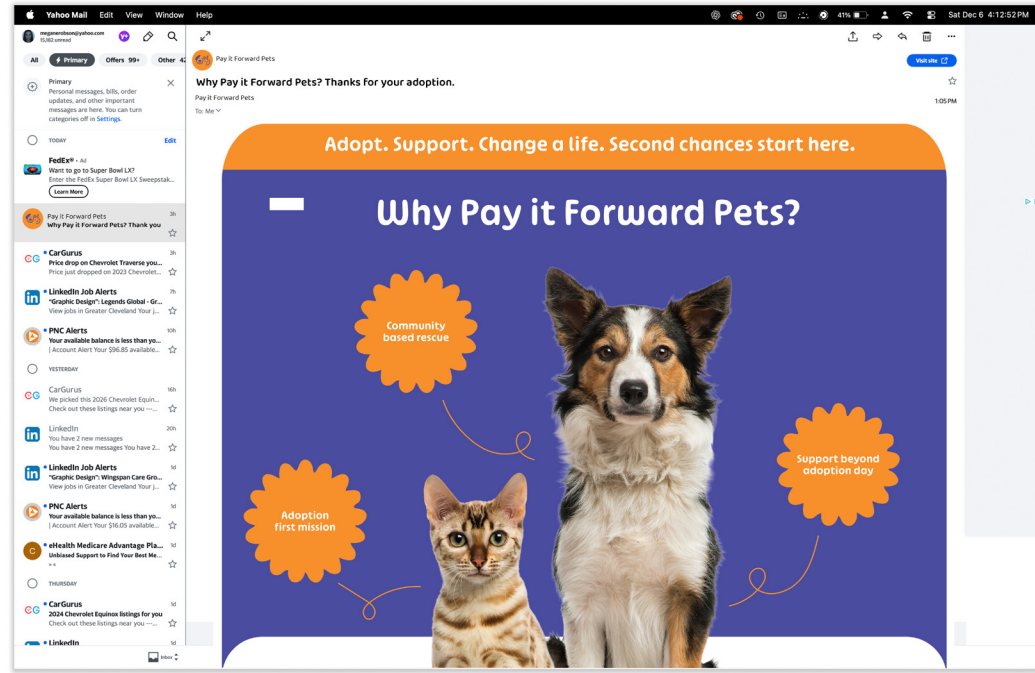 Yahoo Mail Edit View Window Help
41% Sat Dec 6 4:12:52 PM
meganerobson@yahoo.com
15,182 unread
All Primary Offers 99+ Other 42
Primary
Personal messages, bills, order
updates, and other important
messages are here. You can turn
categories off in Settings.
TODAY Edit
FedEx® • Ad
Want to go to Super Bowl LX?
Enter the FedEx Super Bowl LX Sweepstak...
Learn More
Pay it Forward Pets 3h
Why Pay it Forward Pets? Thank you
CarGurus 3h
Price drop on Chevrolet Traverse you...
Price just dropped on 2023 Chevrolet...
LinkedIn Job Alerts 7h
"Graphic Design": Legends Global - Gr...
View jobs in Greater Cleveland Your j...
PNC Alerts 10h
Your available balance is less than yo...
| Account Alert Your $96.85 available...
YESTERDAY
CarGurus 16h
We picked this 2026 Chevrolet Equin...
Check out these listings near you ---...
LinkedIn 20h
You have 2 new messages
You have 2 new messages You have 2...
LinkedIn Job Alerts 1d
"Graphic Design": Wingspan Care Gro...
View jobs in Greater Cleveland Your j...
PNC Alerts 1d
Your available balance is less than yo...
| Account Alert Your $16.05 available...
eHealth Medicare Advantage Pla... 1d
Unbiased Support to Find Your Best Me...
THURSDAY
CarGurus 1d
2024 Chevrolet Equinox listings for you
Check out these listings near you ---...
LinkedIn 1d
Inbox
Pay it Forward Pets
Visit site
Why Pay it Forward Pets? Thanks for your adoption.
Pay it Forward Pets
1:05 PM
To: Me
Adopt. Support. Change a life. Second chances start here.
Why Pay it Forward Pets?
Community
based rescue
Support beyond
adoption day
Adoption
first mission